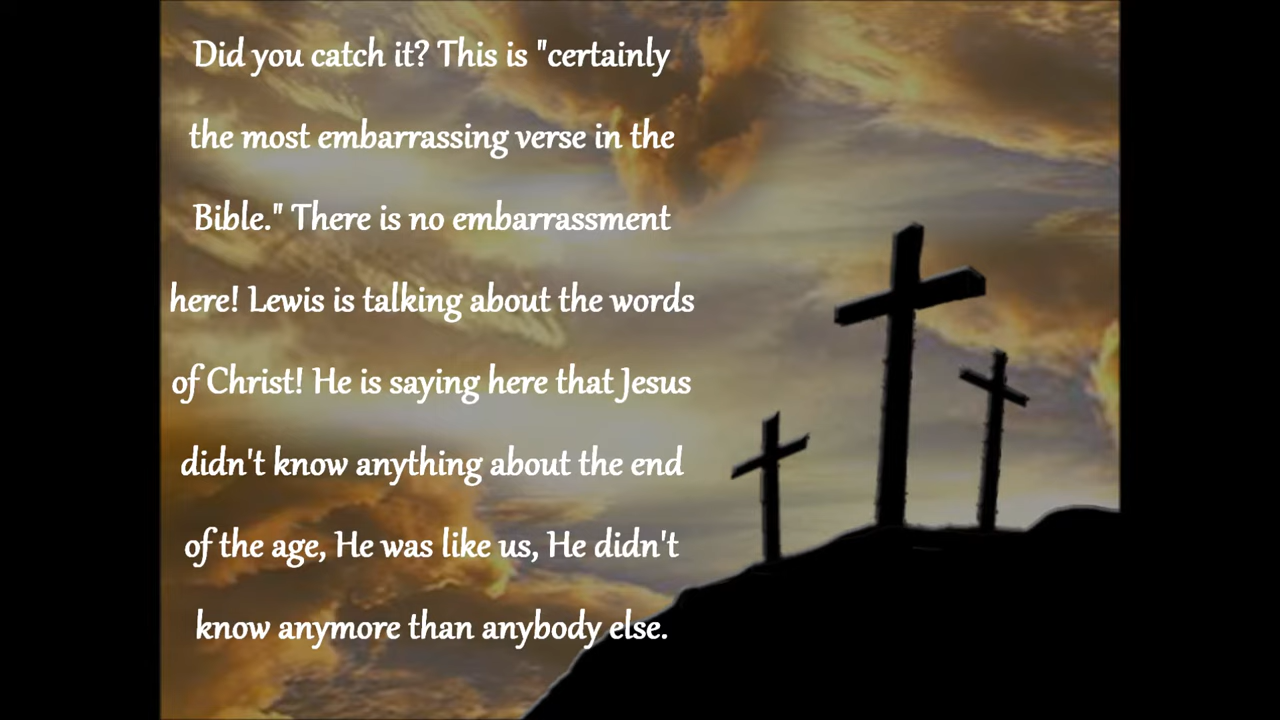 Did you catch it? This is "certainly
the most embarrassing verse in the
Bible." There is no embarrassment
here! Lewis is talking about the words
of Christ! He is saying here that Jesus
didn't know anything about the end
of the age, He was like us, He didn't
know anymore than anybody else.